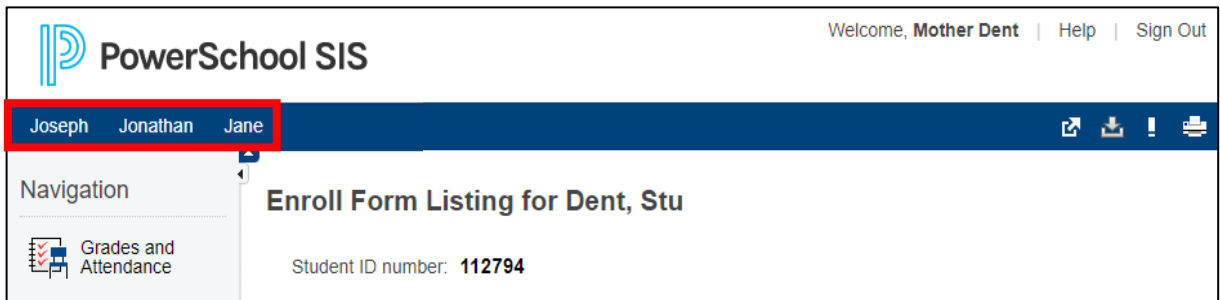 Welcome, Mother Dent | Help | Sign Out
PowerSchool SIS
Joseph Jonathan Jane
Navigation
Enroll Form Listing for Dent, Stu
Grades and
Attendance
Student ID number: 112794